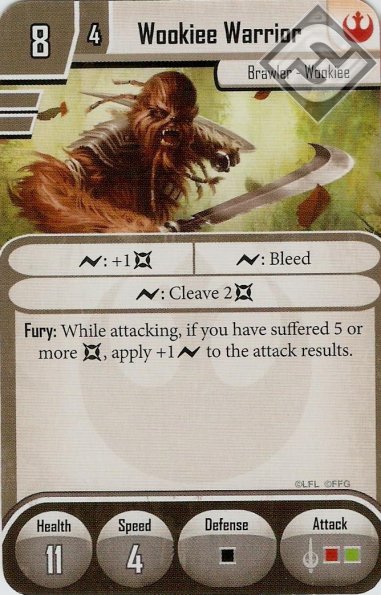 8
4
Wookiee Warrior
Brawler - Wookiee
: +1
: Bleed
: Cleave 2
Fury: While attacking, if you have suffered 5 or
more , apply +1 to the attack results.
©LFL ©FFG
Health
Speed
Defense
Attack
11
4